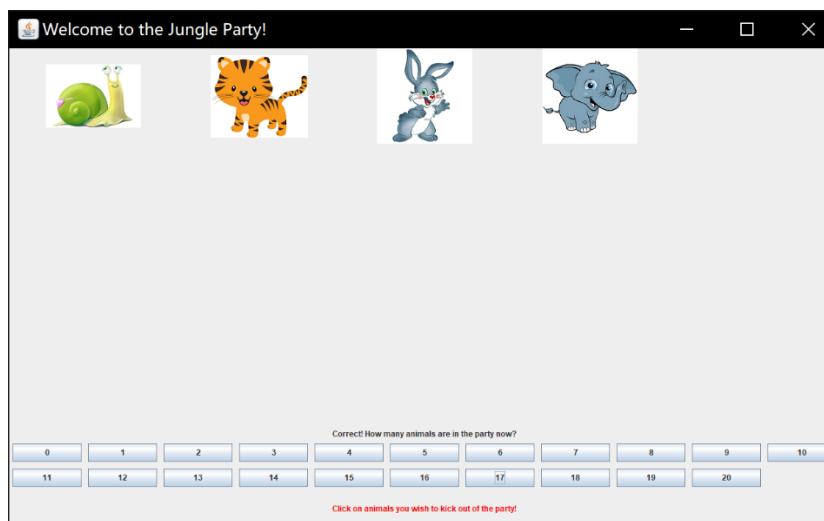 Welcome to the Jungle Party!
Correct! How many animals are in the party now?
0 1 2 3 4 5 6 7 8 9 10
11 12 13 14 15 16 17 18 19 20
Click on animals you wish to kick out of the party!